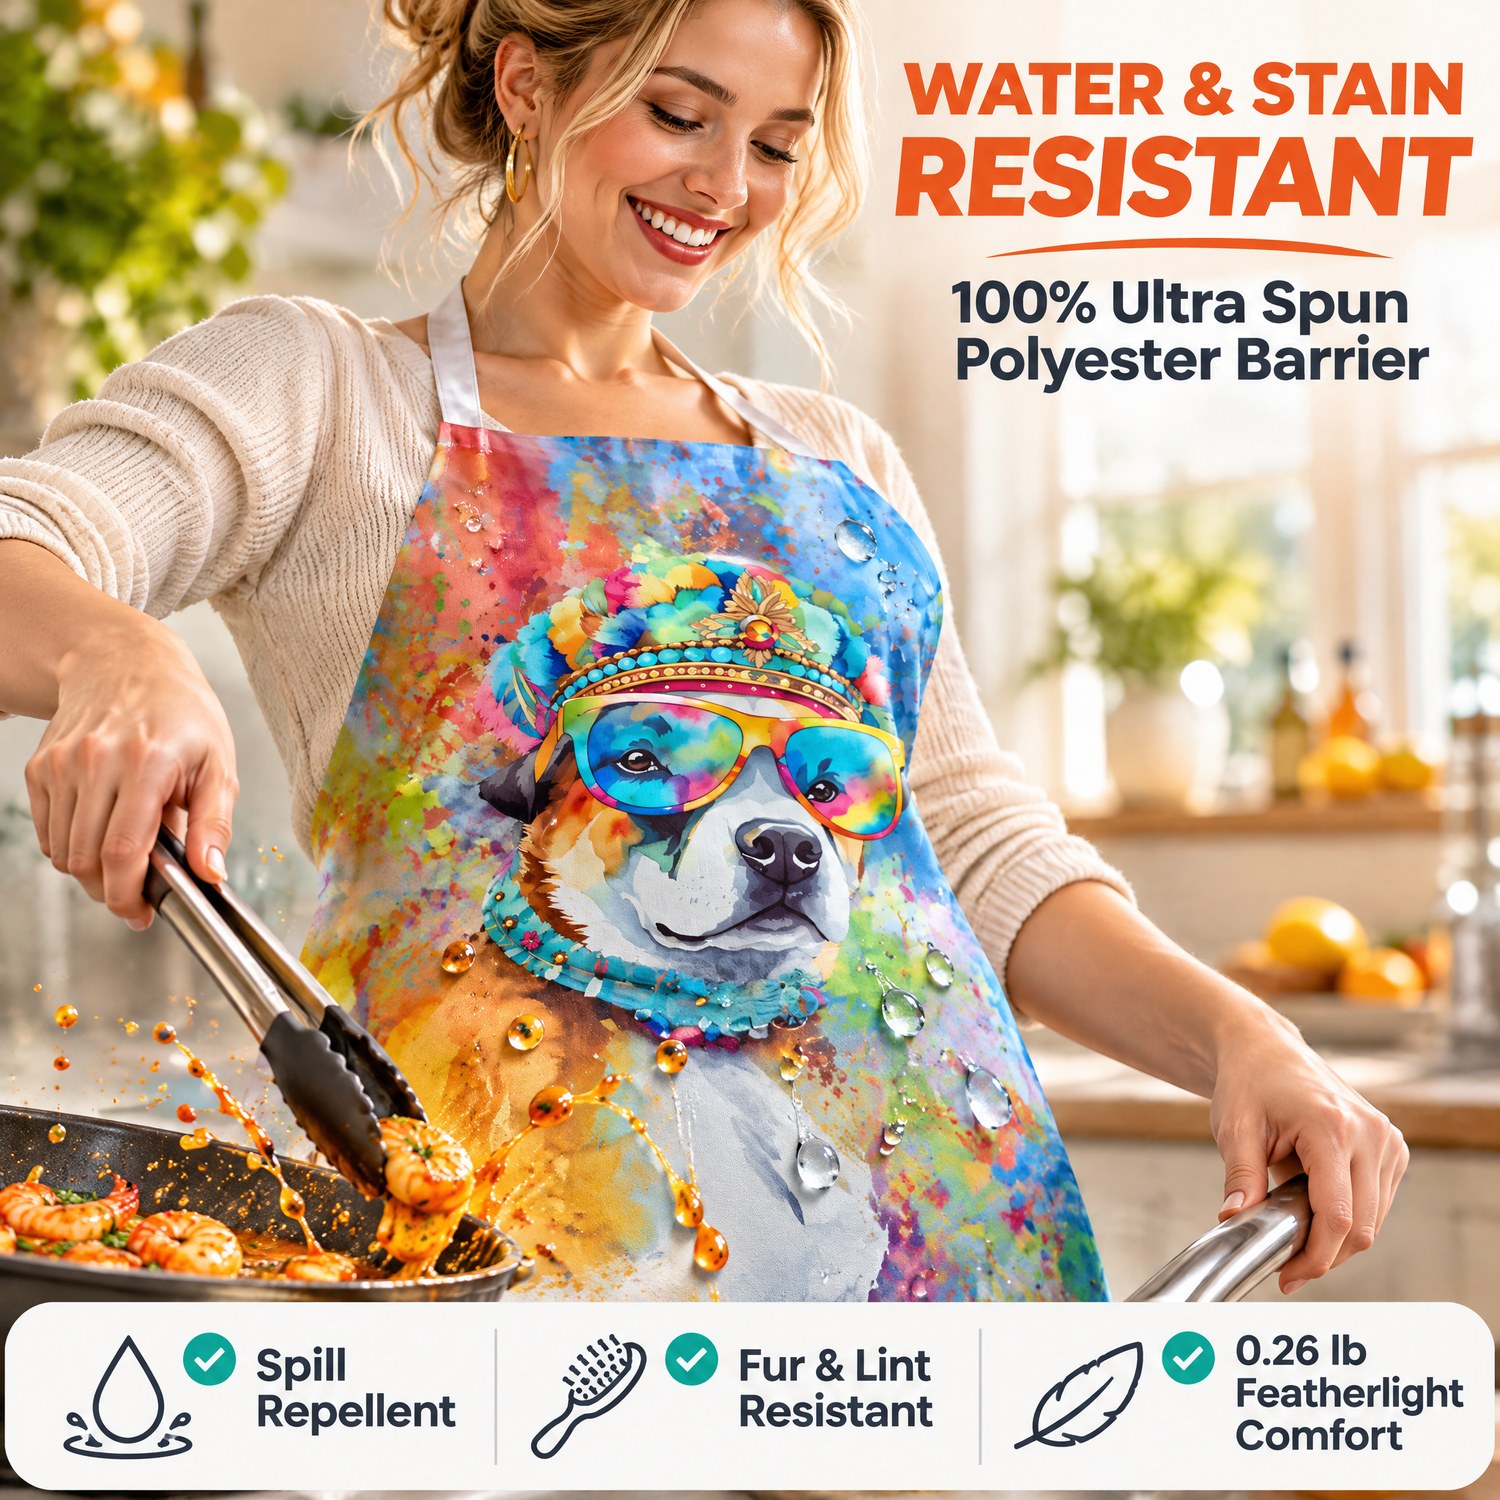 WATER & STAIN
RESISTANT
100% Ultra Spun
Polyester Barrier
Spill
Repellent
Fur & Lint
Resistant
0.26 lb
Featherlight
Comfort